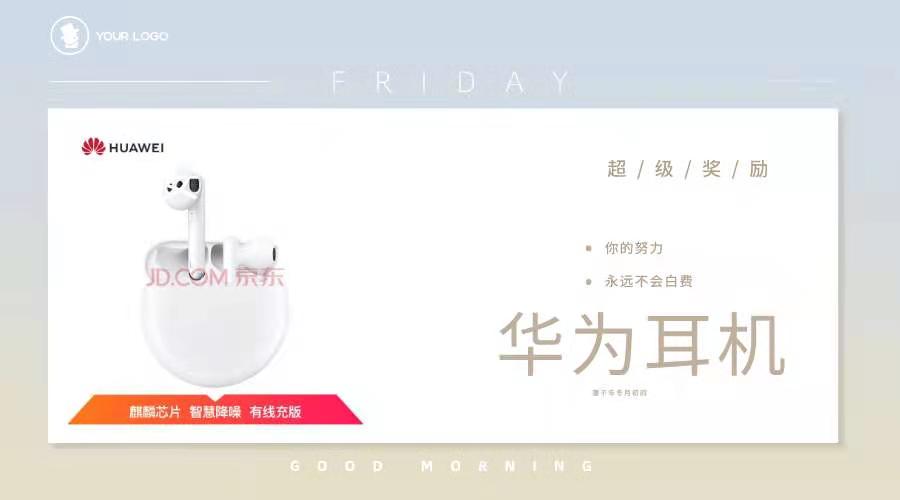 YOUR LOGO
FRIDAY
HUAWEI
超/级/奖/励
你的努力
永远不会白费
JD.COM 京东
华为耳机
麒麟芯片 智慧降噪 有线充版
GOOD MORNING